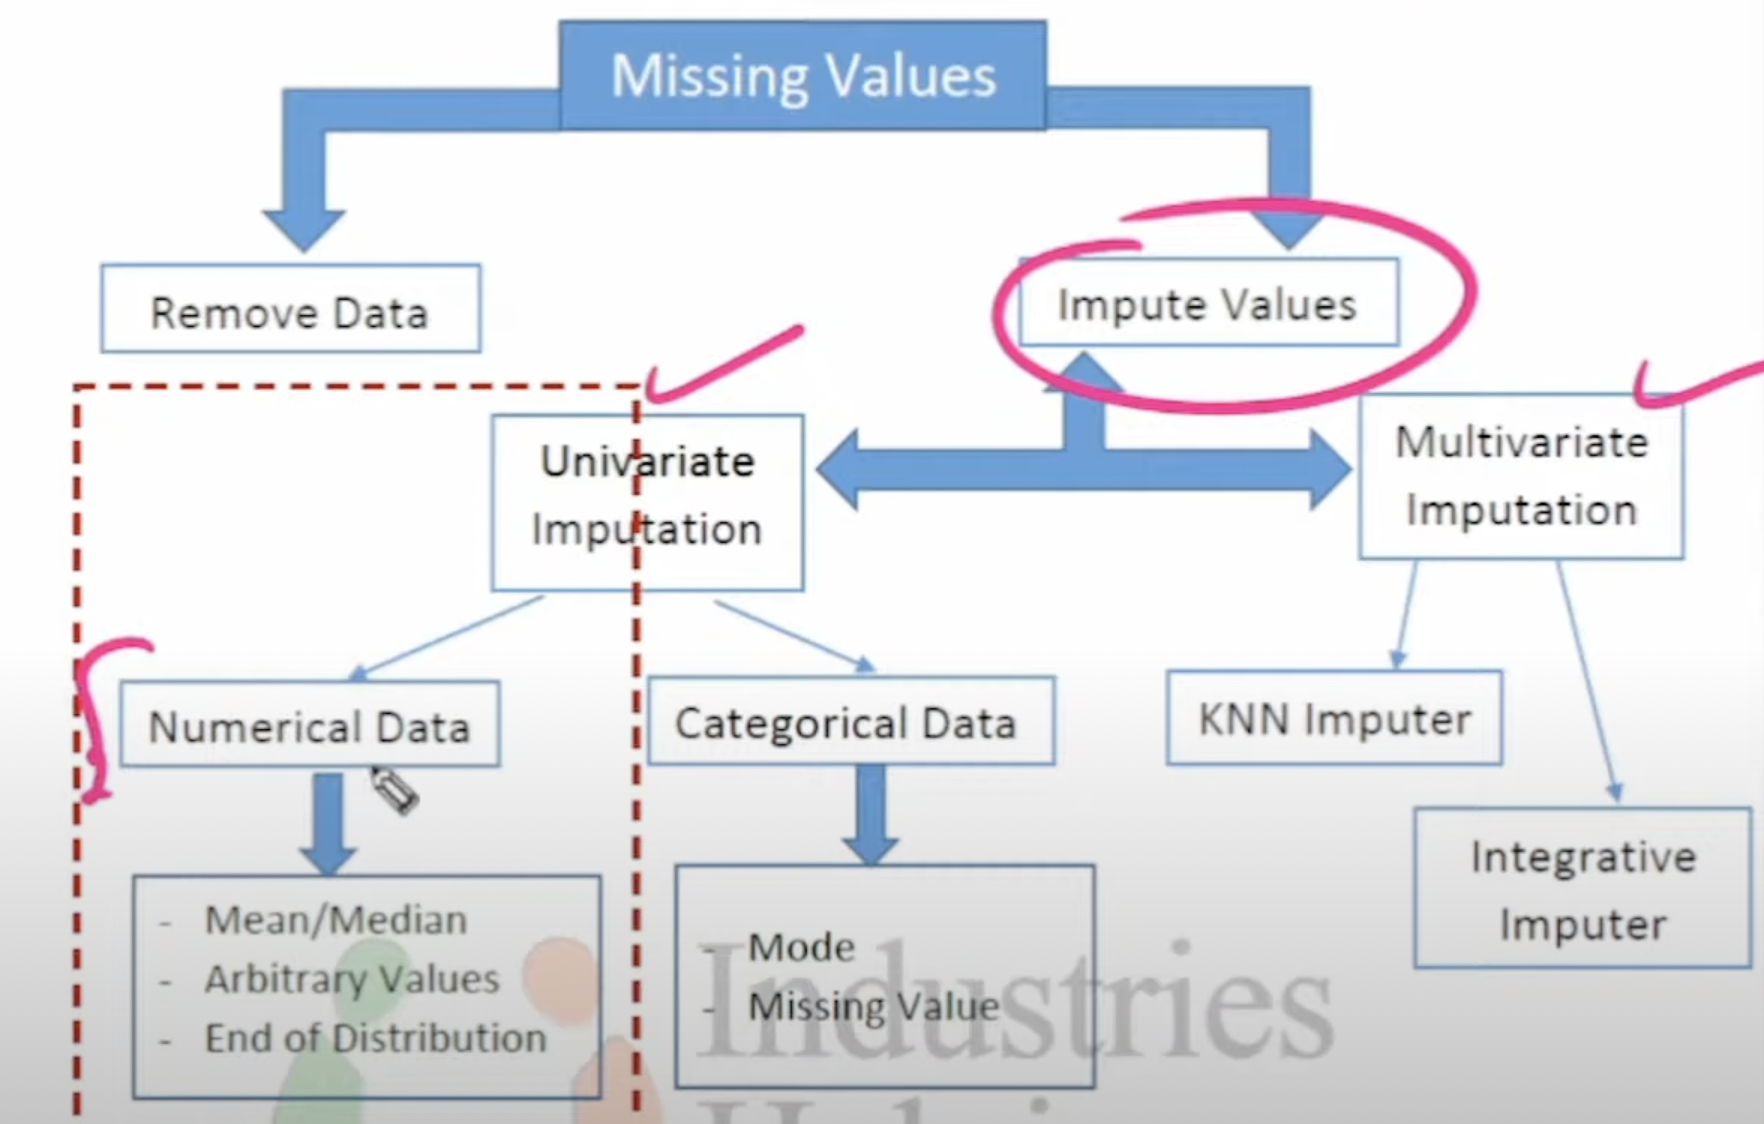 Missing Values
Remove Data
Impute Values
Univariate
Imputation
Multivariate
Imputation
Numerical Data
Categorical Data
KNN Imputer
Integrative
Imputer
- Mean/Median
- Arbitrary Values
- End of Distribution
- Mode
- Missing Value
Industries